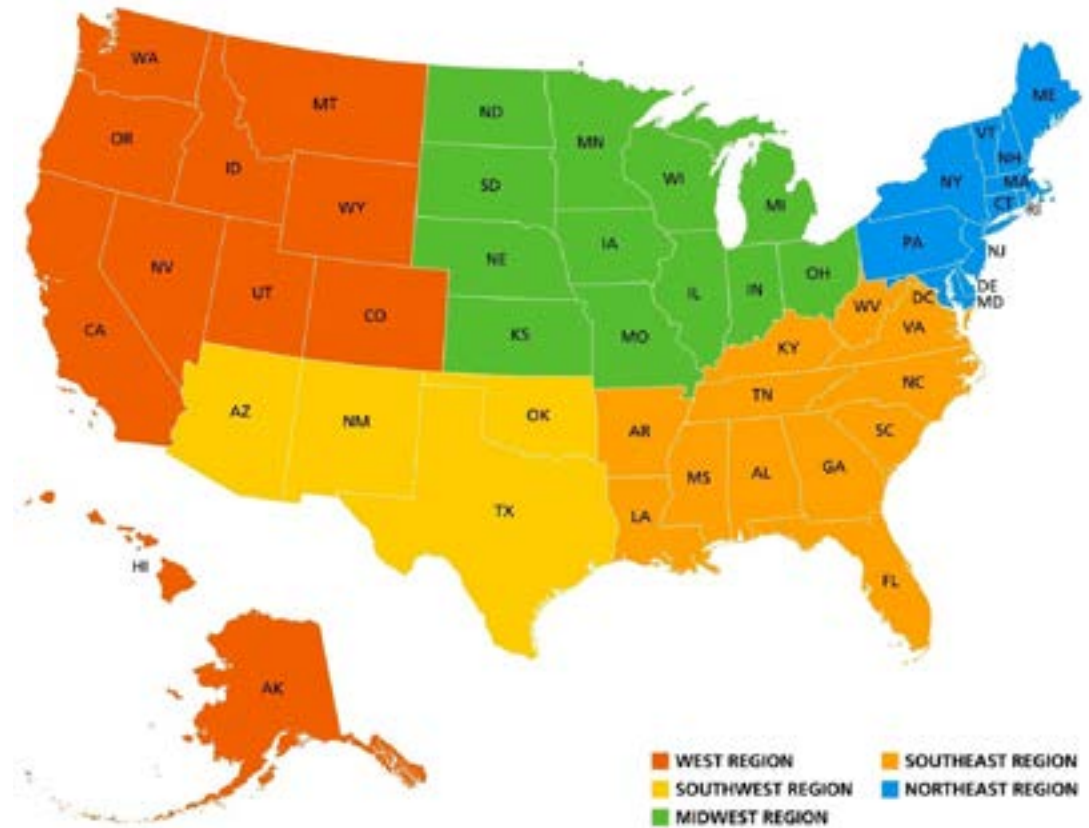 WA
ME
MT
ND
VT
OR
MN
NH
ID
SD
WI
NY
MA
WY
MI
CT
RI
IA
PA
NV
NE
NJ
UT
IL
IN
OH
DE
MD
CO
WV
DC
CA
KS
MO
VA
KY
NC
TN
AZ
NM
OK
AR
SC
MS
AL
GA
TX
LA
HI
FL
AK
WEST REGION
SOUTHWEST REGION
MIDWEST REGION
SOUTHEAST REGION
NORTHEAST REGION